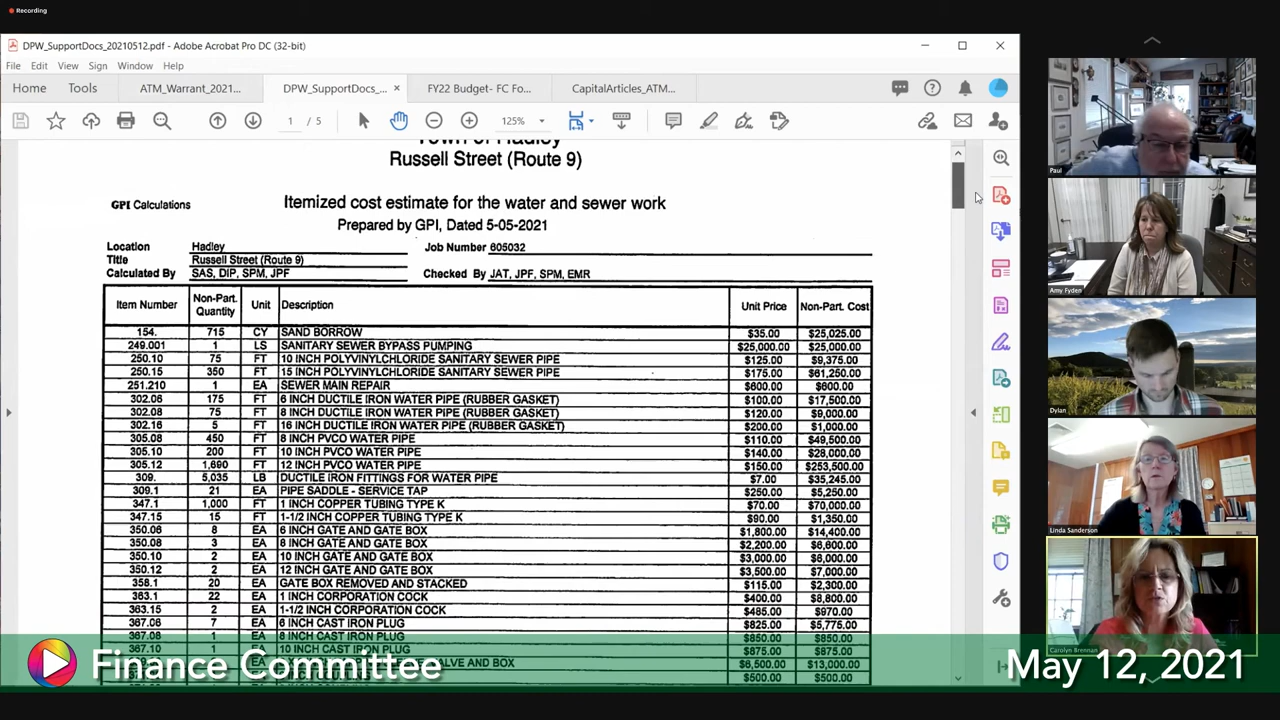 Recording
DPW_SupportDocs_20210512.pdf - Adobe Acrobat Pro DC (32-bit)
File Edit View Sign Window Help
Home Tools ATM_Warrant_2021... DPW_SupportDocs_... × FY22 Budget- FC Fo... CapitalArticles_ATM...
1 / 5 125%
Town of Hadley
Russell Street (Route 9)
GPI Calculations Itemized cost estimate for the water and sewer work
Prepared by GPI, Dated 5-05-2021
Location Hadley Job Number 605032
Title Russell Street (Route 9)
Calculated By SAS, DIP, SPM, JPF Checked By JAT, JPF, SPM, EMR
Item Number Non-Part. Quantity Unit Description Unit Price Non-Part. Cost
154. 715 CY SAND BORROW $35.00 $25,025.00
249.001 1 LS SANITARY SEWER BYPASS PUMPING $25,000.00 $25,000.00
250.10 75 FT 10 INCH POLYVINYLCHLORIDE SANITARY SEWER PIPE $125.00 $9,375.00
250.15 350 FT 15 INCH POLYVINYLCHLORIDE SANITARY SEWER PIPE $175.00 $61,250.00
251.210 1 EA SEWER MAIN REPAIR $600.00 $600.00
302.06 175 FT 6 INCH DUCTILE IRON WATER PIPE (RUBBER GASKET) $100.00 $17,500.00
302.08 75 FT 8 INCH DUCTILE IRON WATER PIPE (RUBBER GASKET) $120.00 $9,000.00
302.16 5 FT 16 INCH DUCTILE IRON WATER PIPE (RUBBER GASKET) $200.00 $1,000.00
305.08 450 FT 8 INCH PVCO WATER PIPE $110.00 $49,500.00
305.10 200 FT 10 INCH PVCO WATER PIPE $140.00 $28,000.00
305.12 1,690 FT 12 INCH PVCO WATER PIPE $150.00 $253,500.00
309. 5,035 LB DUCTILE IRON FITTINGS FOR WATER PIPE $7.00 $35,245.00
309.1 21 EA PIPE SADDLE - SERVICE TAP $250.00 $5,250.00
347.1 1,000 FT 1 INCH COPPER TUBING TYPE K $70.00 $70,000.00
347.15 15 FT 1-1/2 INCH COPPER TUBING TYPE K $90.00 $1,350.00
350.06 8 EA 6 INCH GATE AND GATE BOX $1,800.00 $14,400.00
350.08 3 EA 8 INCH GATE AND GATE BOX $2,200.00 $6,600.00
350.10 2 EA 10 INCH GATE AND GATE BOX $3,000.00 $6,000.00
350.12 2 EA 12 INCH GATE AND GATE BOX $3,500.00 $7,000.00
358.1 20 EA GATE BOX REMOVED AND STACKED $115.00 $2,300.00
363.1 22 EA 1 INCH CORPORATION COCK $400.00 $8,800.00
363.15 2 EA 1-1/2 INCH CORPORATION COCK $485.00 $970.00
367.06 7 EA 6 INCH CAST IRON PLUG $825.00 $5,775.00
367.08 1 EA 8 INCH CAST IRON PLUG $850.00 $850.00
367.10 1 EA 10 INCH CAST IRON PLUG $875.00 $875.00
EA AND BOX $6,500.00 $13,000.00
$500.00 $500.00
Paul
Amy Fyden
Dylan
Linda Sanderson
Carolyn Brennan
Finance Committee May 12, 2021